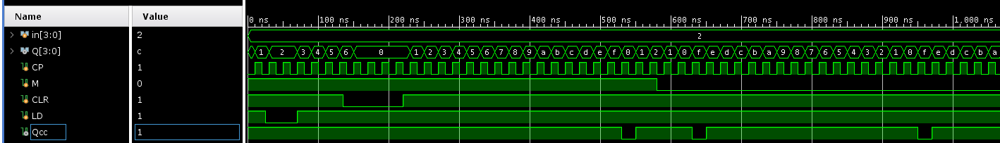 Name Value 0 ns 100 ns 200 ns 300 ns 400 ns 500 ns 600 ns 700 ns 800 ns 900 ns 1,000 ns
in[3:0] 2 2
Q[3:0] c 1 2 3 4 5 6 0 1 2 3 4 5 6 7 8 9 a b c d e f 0 1 2 1 0 f e d c b a 9 8 7 6 5 4 3 2 1 0 f e d c b a
CP 1
M 0
CLR 1
LD 1
Qcc 1